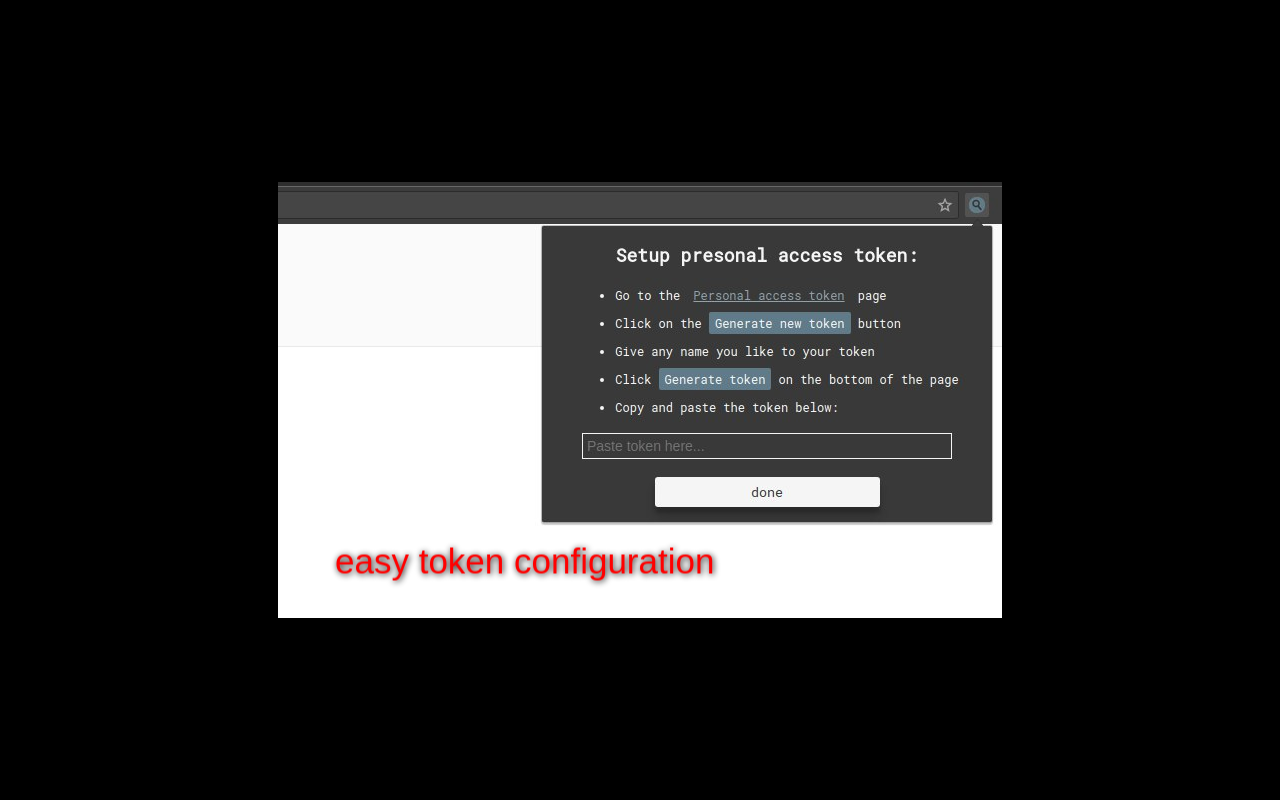 Setup presonal access token:
• Go to the Personal access token page
• Click on the Generate new token button
• Give any name you like to your token
• Click Generate token on the bottom of the page
• Copy and paste the token below:
Paste token here...
done
easy token configuration